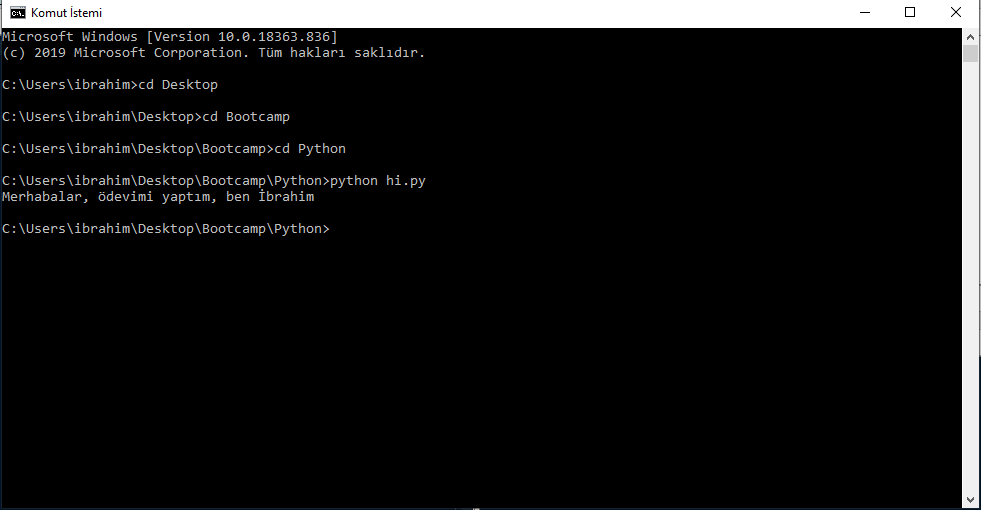 Komut İstemi
Microsoft Windows [Version 10.0.18363.836]
(c) 2019 Microsoft Corporation. Tüm hakları saklıdır.
C:\Users\ibrahim>cd Desktop
C:\Users\ibrahim\Desktop>cd Bootcamp
C:\Users\ibrahim\Desktop\Bootcamp>cd Python
C:\Users\ibrahim\Desktop\Bootcamp\Python>python hi.py
Merhabalar, ödevimi yaptım, ben İbrahim
C:\Users\ibrahim\Desktop\Bootcamp\Python>